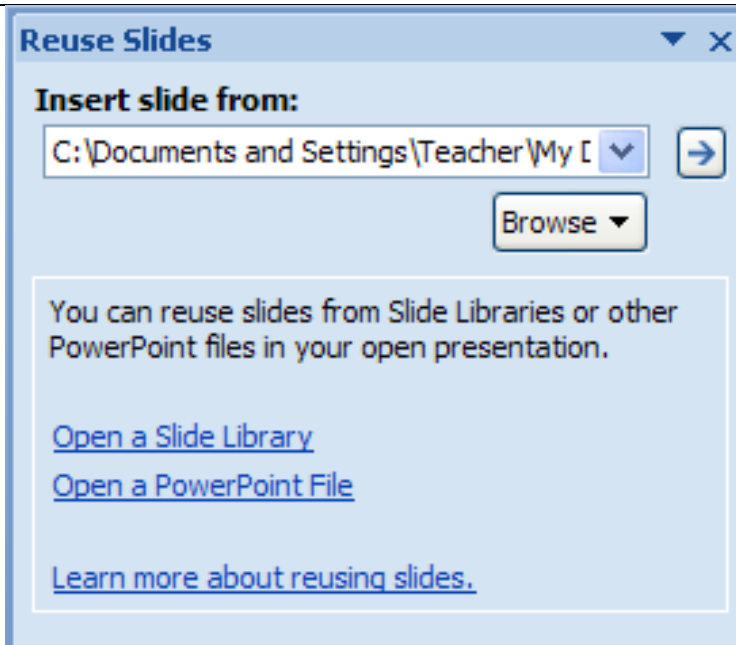 Reuse Slides
Insert slide from:
C:\Documents and Settings\Teacher\My D
Browse
You can reuse slides from Slide Libraries or other
PowerPoint files in your open presentation.
Open a Slide Library
Open a PowerPoint File
Learn more about reusing slides.